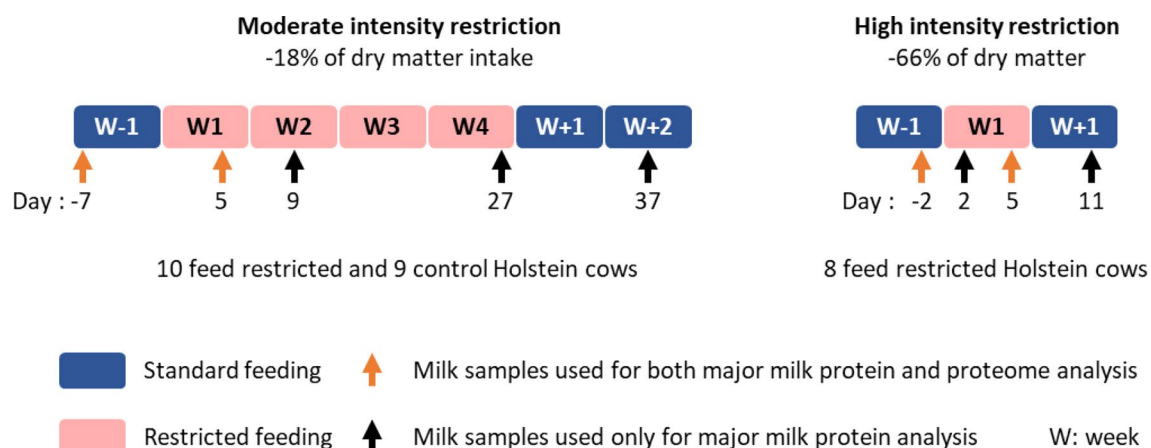 Moderate intensity restriction
-18% of dry matter intake
W-1 W1 W2 W3 W4 W+1 W+2
Day : -7 5 9 27 37
10 feed restricted and 9 control Holstein cows
High intensity restriction
-66% of dry matter
W-1 W1 W+1
Day : -2 2 5 11
8 feed restricted Holstein cows
Standard feeding
Milk samples used for both major milk protein and proteome analysis
Restricted feeding
Milk samples used only for major milk protein analysis
W: week